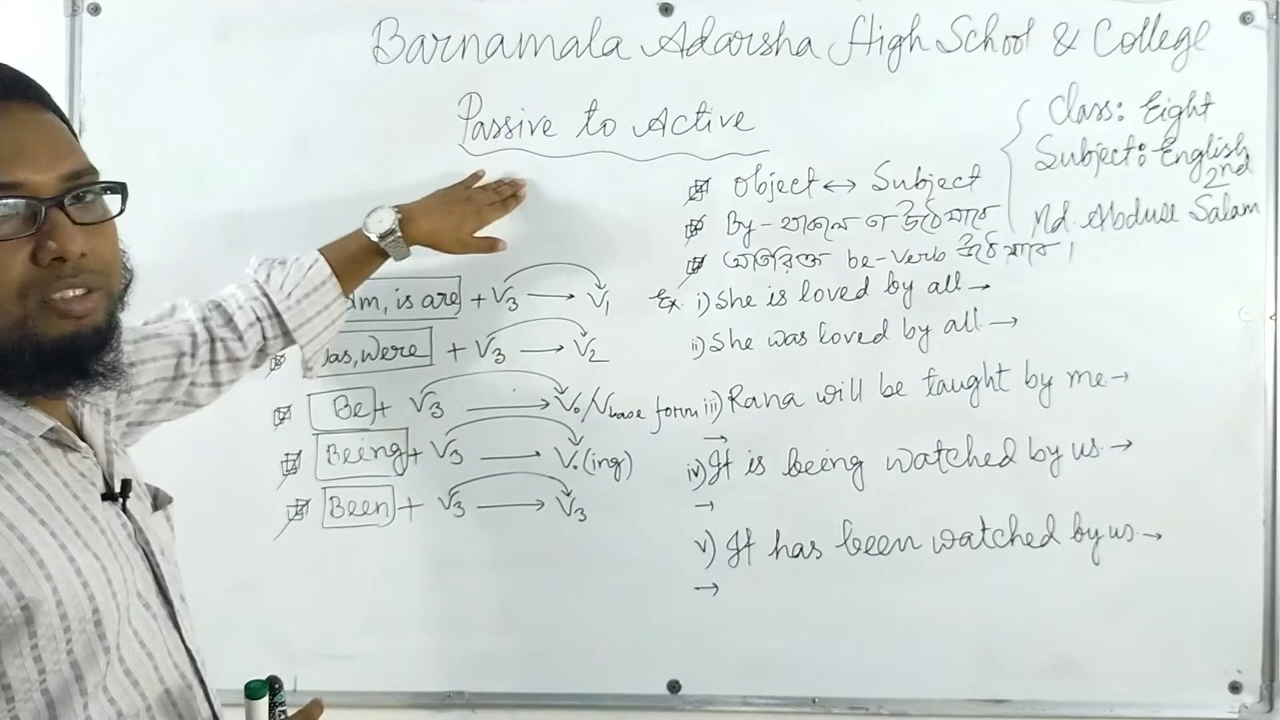 Barnamala Adarsha High School & College
Passive to Active
Class: Eight
Subject: English 2nd
Md. Abdus Salam
Object ↔ Subject
By - থাকলে তা উঠে যাবে
অতিরিক্ত be-verb উঠে যাবে।
Am, is are + V3 → V1
was, were + V3 → V2
Be + V3 → V0/Vbase form
Being + V3 → V.(ing)
Been + V3 → V3
Ex. i) She is loved by all →
ii) She was loved by all →
iii) Rana will be taught by me →
→
iv) It is being watched by us →
→
v) It has been watched by us →
→